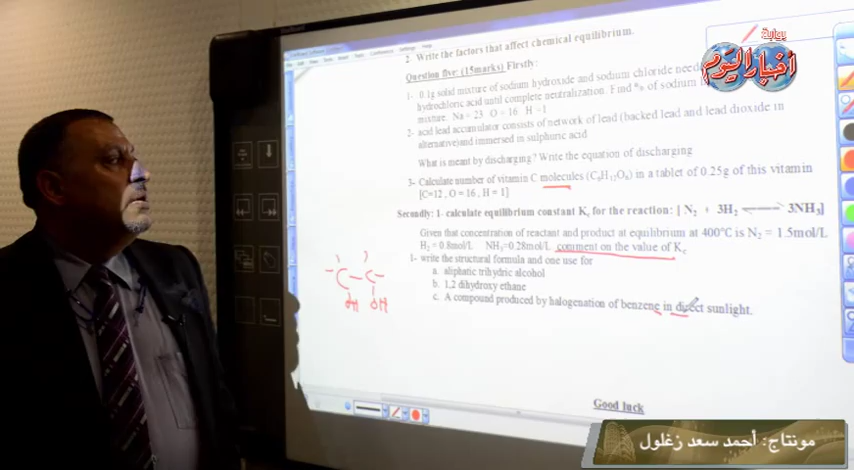 2. Write the factors that affect chemical equilibrium.
Question five: (15marks) Firstly:
1- 0.1g solid mixture of sodium hydroxide and sodium chloride need
hydrochloric acid until complete neutralization. Find % of sodium
mixture. Na = 23 O = 16 H = 1
2- acid lead accumulator consists of network of lead (backed lead and lead dioxide in
alternative)and immersed in sulphuric acid
What is meant by discharging? Write the equation of discharging
3- Calculate number of vitamin C molecules (C₆H₁₂O₆) in a tablet of 0.25g of this vitamin
[C=12, O = 16, H = 1]
Secondly: 1- calculate equilibrium constant Kc for the reaction: [ N₂ + 3H₂ 3NH₃]
Given that concentration of reactant and product at equilibrium at 400°C is N₂ = 1.5mol/L
H₂ = 0.8mol/L NH₃=0.28mol/L comment on the value of Kc
1- write the structural formula and one use for
a. aliphatic trihydric alcohol
b. 1,2 dihydroxy ethane
c. A compound produced by halogenation of benzene in direct sunlight.
- C - C -
OH OH
Good luck
بوابة
أخبار اليوم
مونتاج: أحمد سعد زغلول